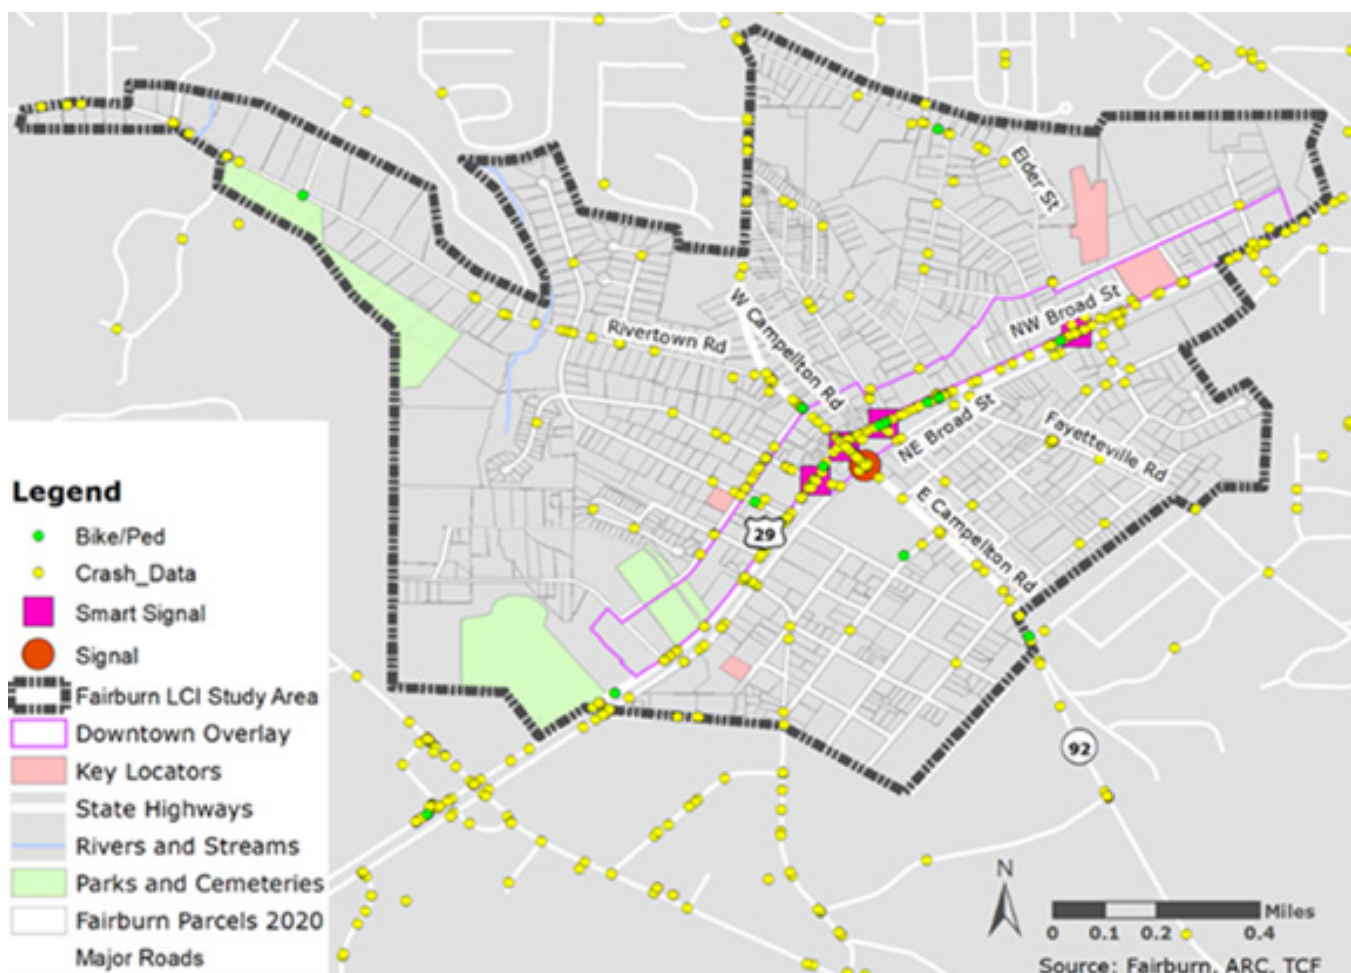 Elder St
NW Broad St
W Campellton Rd
Rivertown Rd
NE Broad St
Fayetteville Rd
29
E Campellton Rd
92
Legend
Bike/Ped
Crash_Data
Smart Signal
Signal
Fairburn LCI Study Area
Downtown Overlay
Key Locators
State Highways
Rivers and Streams
Parks and Cemeteries
Fairburn Parcels 2020
Major Roads
N
Miles
0 0.1 0.2 0.4
Source: Fairburn, ARC, TCF